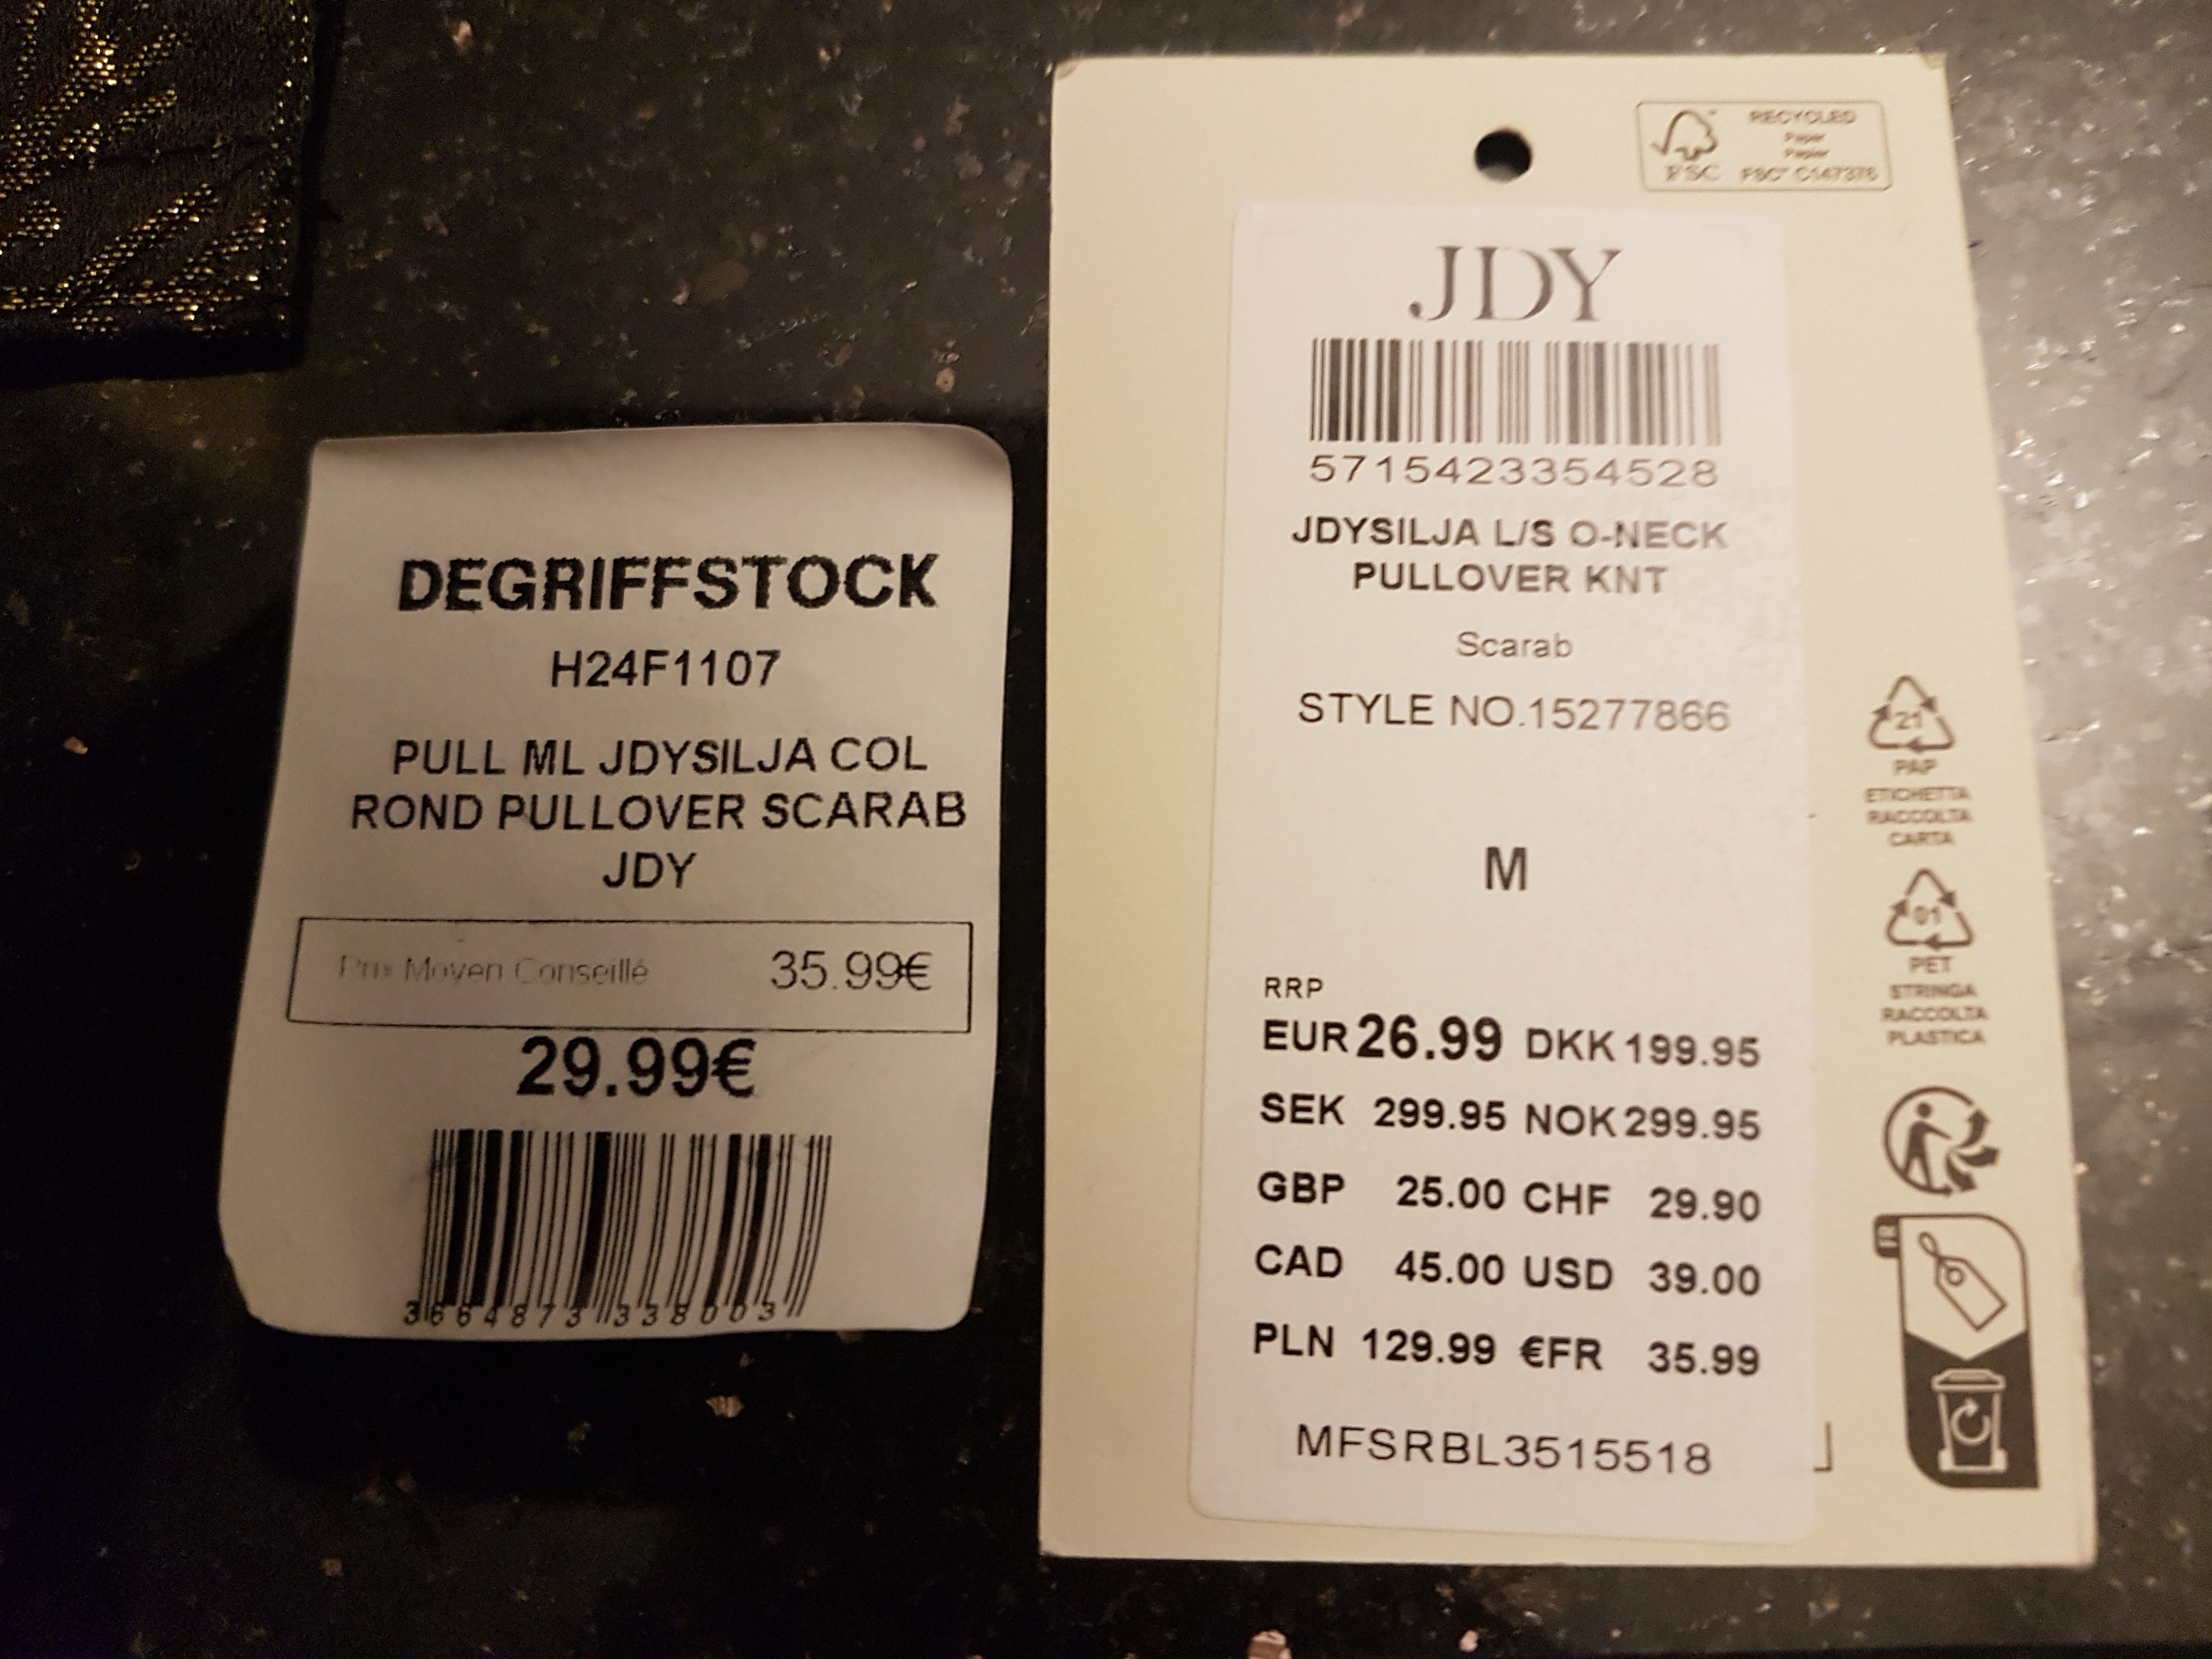 DEGRIFFSTOCK
H24F1107
PULL ML JDYSILJA COL
ROND PULLOVER SCARAB
JDY
Prix Moyen Conseillé 35.99€
29.99€
3664873338003
RECYCLED
Paper
Papier
FSC FSC® C147376
JDY
5715423354528
JDYSILJA L/S O-NECK
PULLOVER KNT
Scarab
STYLE NO.15277866
M
RRP
EUR 26.99 DKK 199.95
SEK 299.95 NOK 299.95
GBP 25.00 CHF 29.90
CAD 45.00 USD 39.00
PLN 129.99 €FR 35.99
MFSRBL3515518
21
PAP
ETICHETTA
RACCOLTA
CARTA
01
PET
STRINGA
RACCOLTA
PLASTICA
FR